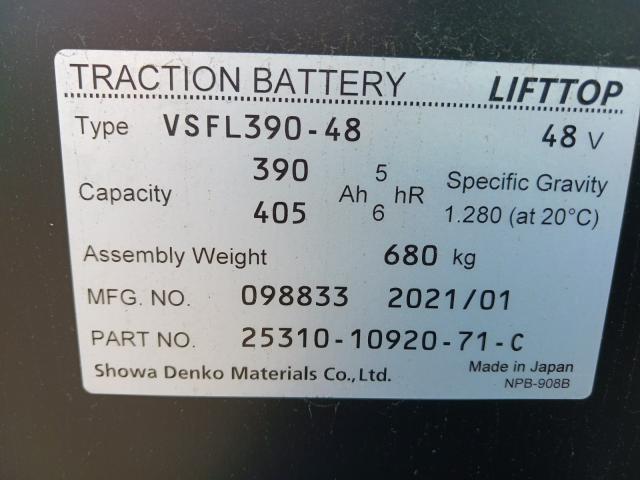 TRACTION BATTERY LIFTTOP
Type VSFL390-48 48 V
Capacity 390 Ah 5 hR Specific Gravity
405 6 1.280 (at 20°C)
Assembly Weight 680 kg
MFG. NO. 098833 2021/01
PART NO. 25310-10920-71-C
Showa Denko Materials Co., Ltd. Made in Japan
NPB-908B